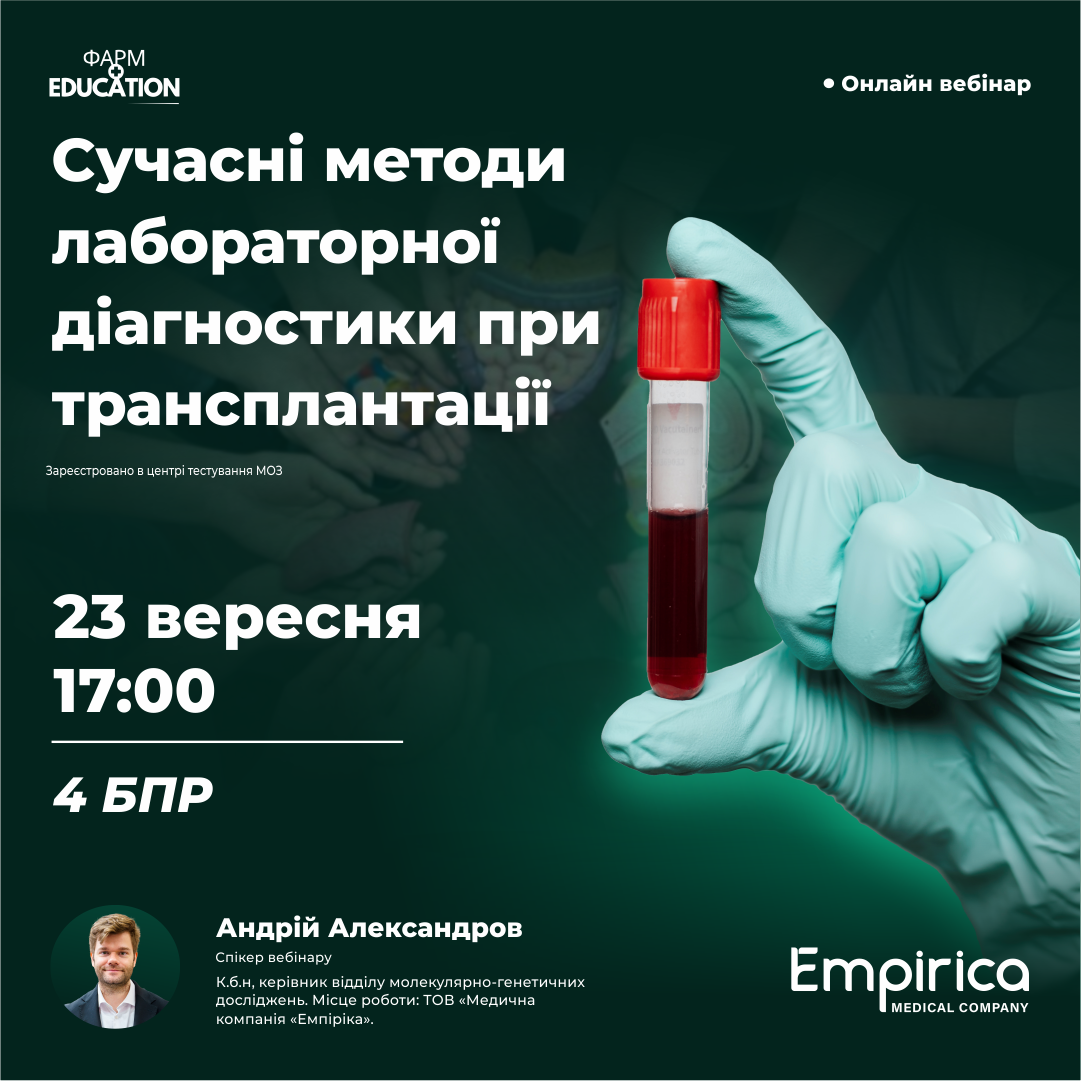 ФАРМ
EDUCATION
• Онлайн вебінар
Сучасні методи
лабораторної
діагностики при
трансплантації
Зареєстровано в центрі тестування МОЗ
23 вересня
17:00
4 БПР
Андрій Александров
Спікер вебінару
К.б.н, керівник відділу молекулярно-генетичних
досліджень. Місце роботи: ТОВ «Медична
компанія «Емпіріка».
Empirica
MEDICAL COMPANY